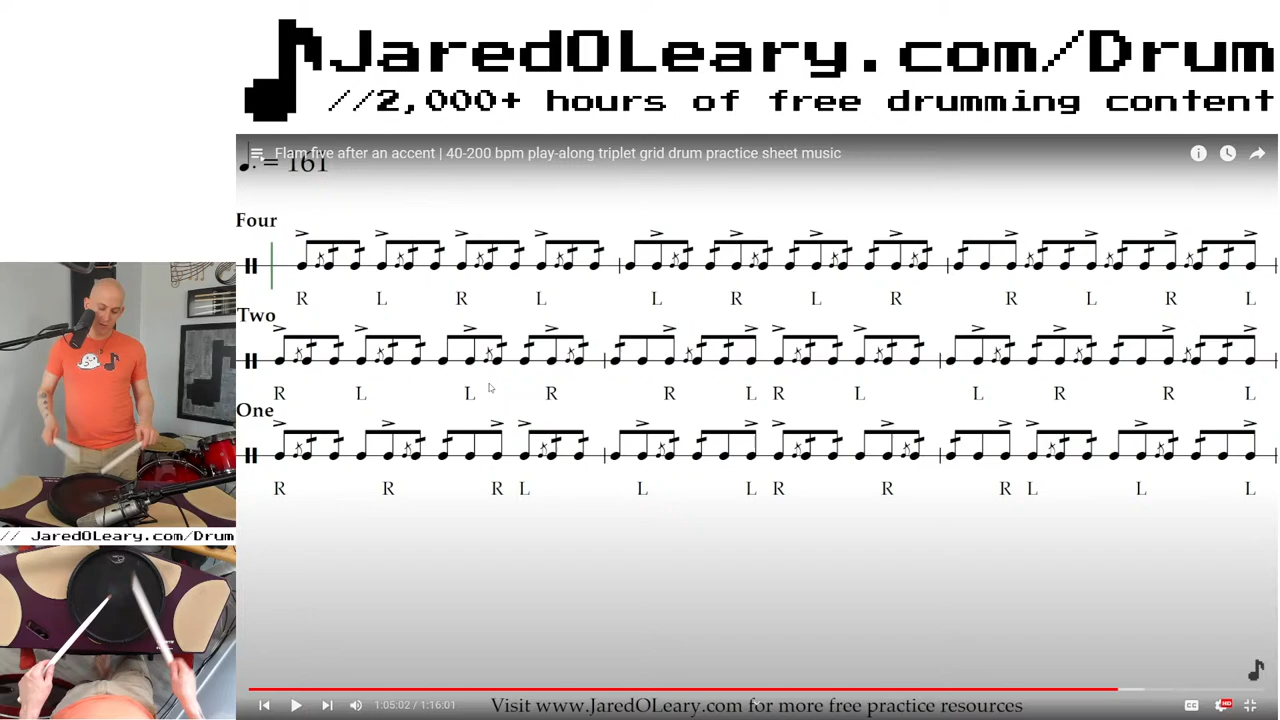 JaredOLeary.com/Drum
//2,000+ hours of free drumming content
Flam five after an accent | 40-200 bpm play-along triplet grid drum practice sheet music
♩. = 161
Four
R L R L L R L R R L R L
Two
R L L R R L R L L R R L
One
R R R L L L R R R L L L
// JaredOLeary.com/Drum
1:05:02 / 1:16:01
Visit www.JaredOLeary.com for more free practice resources
CC
HD